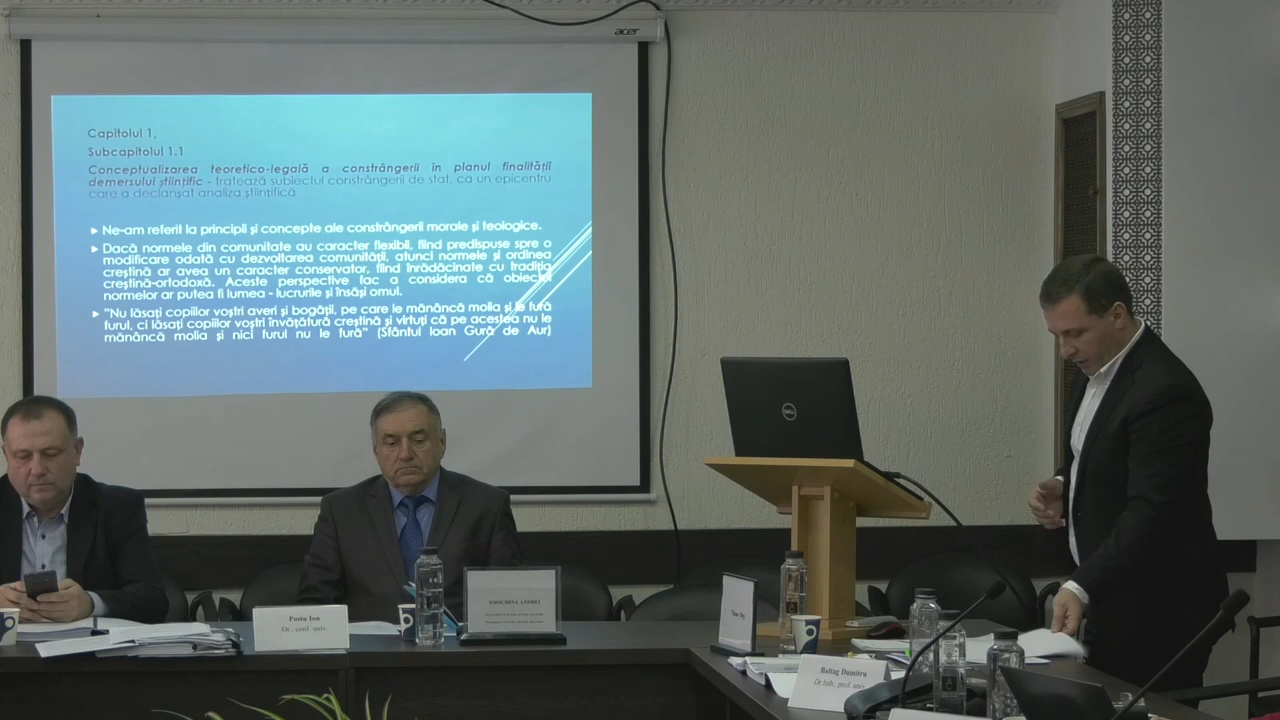 acer
Capitolul 1,
Subcapitolul 1.1
Conceptualizarea teoretico-legală a constrângerii în planul finalității
demersului științific - tratează subiectul constrângerii de stat, ca un epicentru
care a declanșat analiza științifică
Ne-am referit la principii și concepte ale constrângerii morale și teologice.
Dacă normele din comunitate au caracter flexibil, fiind predispuse spre o
modificare odată cu dezvoltarea comunității, atunci normele și ordinea
creștină ar avea un caracter conservator, fiind înrădăcinate cu tradiția
creștină-ortodoxă. Aceste perspective fac a considera că obiectul
normelor ar putea fi lumea - lucrurile și însăși omul.
"Nu lăsați copiilor voștri averi și bogății, pe care le mănâncă molia și le fură
furul, ci lăsați copiilor voștri învățătură creștină și virtuți că pe acestea nu le
mănâncă molia și nici furul nu le fură" (Sfântul Ioan Gură de Aur)
DELL
Postu Ion
Dr., conf. univ.
SMOCHINĂ ANDREI
Baltag Dumitru
Dr. hab., prof. univ.